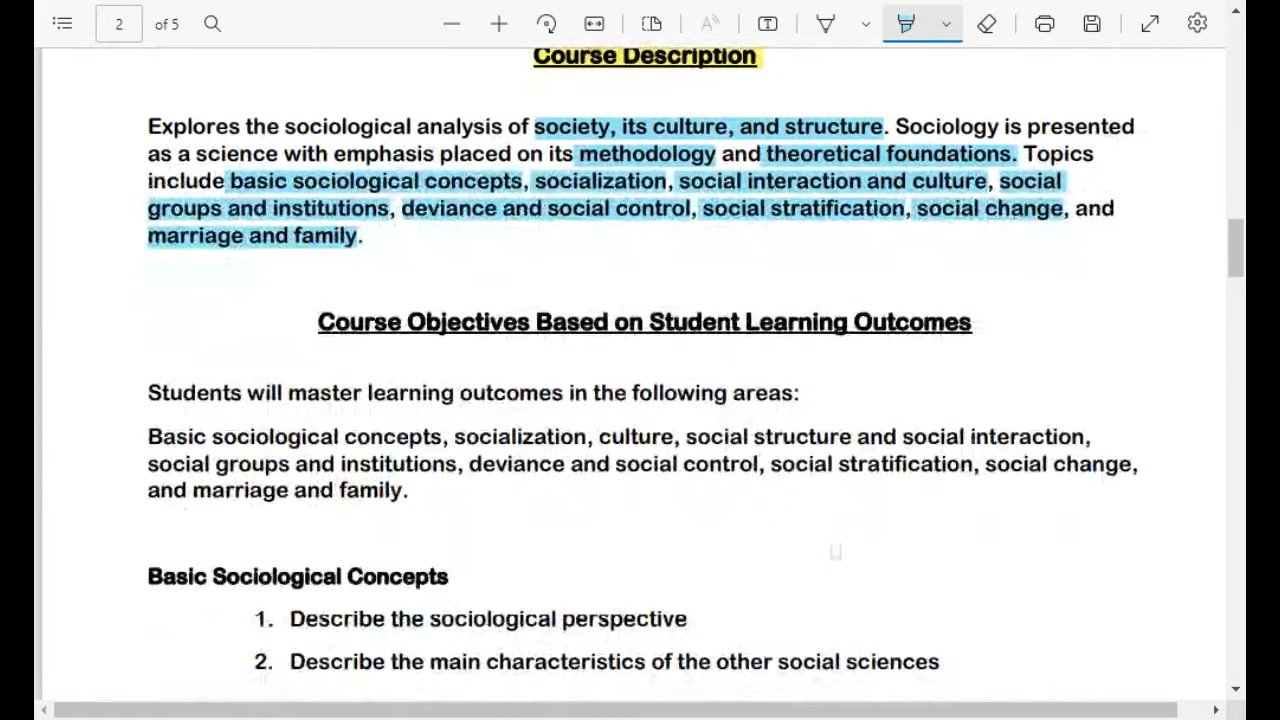 2 of 5
Course Description
Explores the sociological analysis of society, its culture, and structure. Sociology is presented
as a science with emphasis placed on its methodology and theoretical foundations. Topics
include basic sociological concepts, socialization, social interaction and culture, social
groups and institutions, deviance and social control, social stratification, social change, and
marriage and family.
Course Objectives Based on Student Learning Outcomes
Students will master learning outcomes in the following areas:
Basic sociological concepts, socialization, culture, social structure and social interaction,
social groups and institutions, deviance and social control, social stratification, social change,
and marriage and family.
Basic Sociological Concepts
1. Describe the sociological perspective
2. Describe the main characteristics of the other social sciences